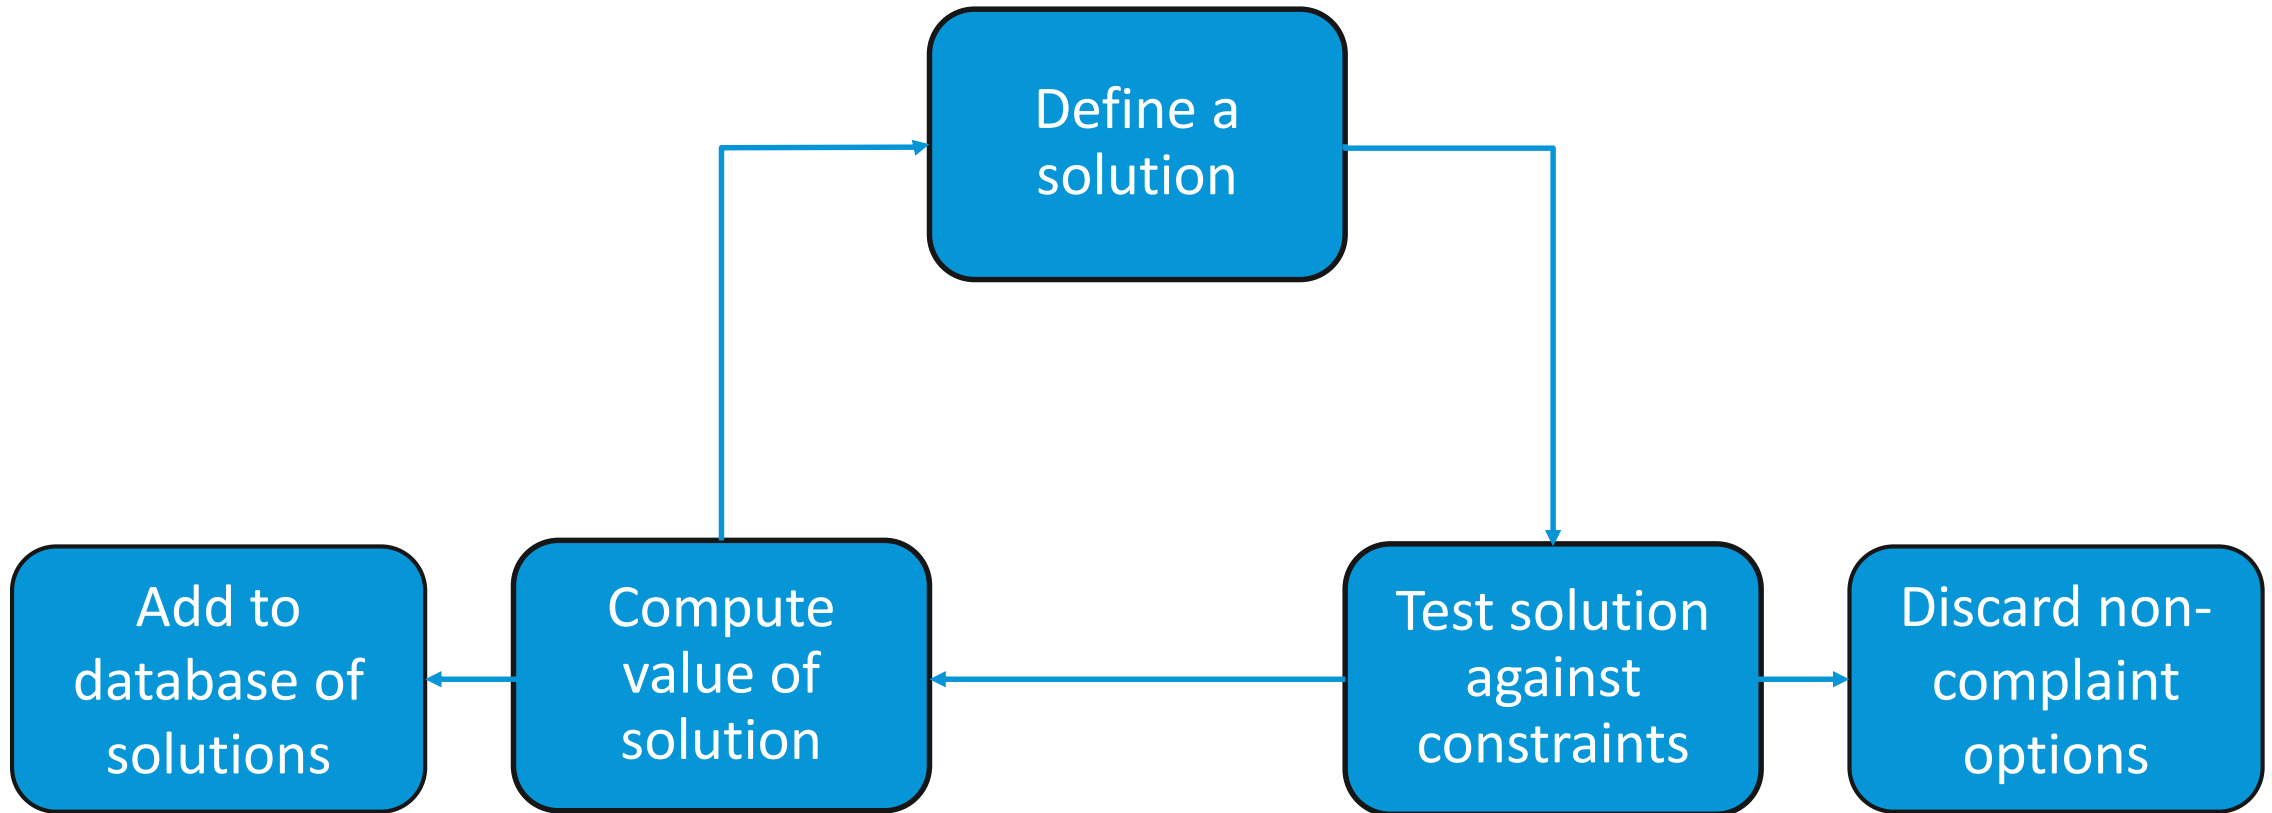 Define a
solution
Add to
database of
solutions
Compute
value of
solution
Test solution
against
constraints
Discard non-
complaint
options